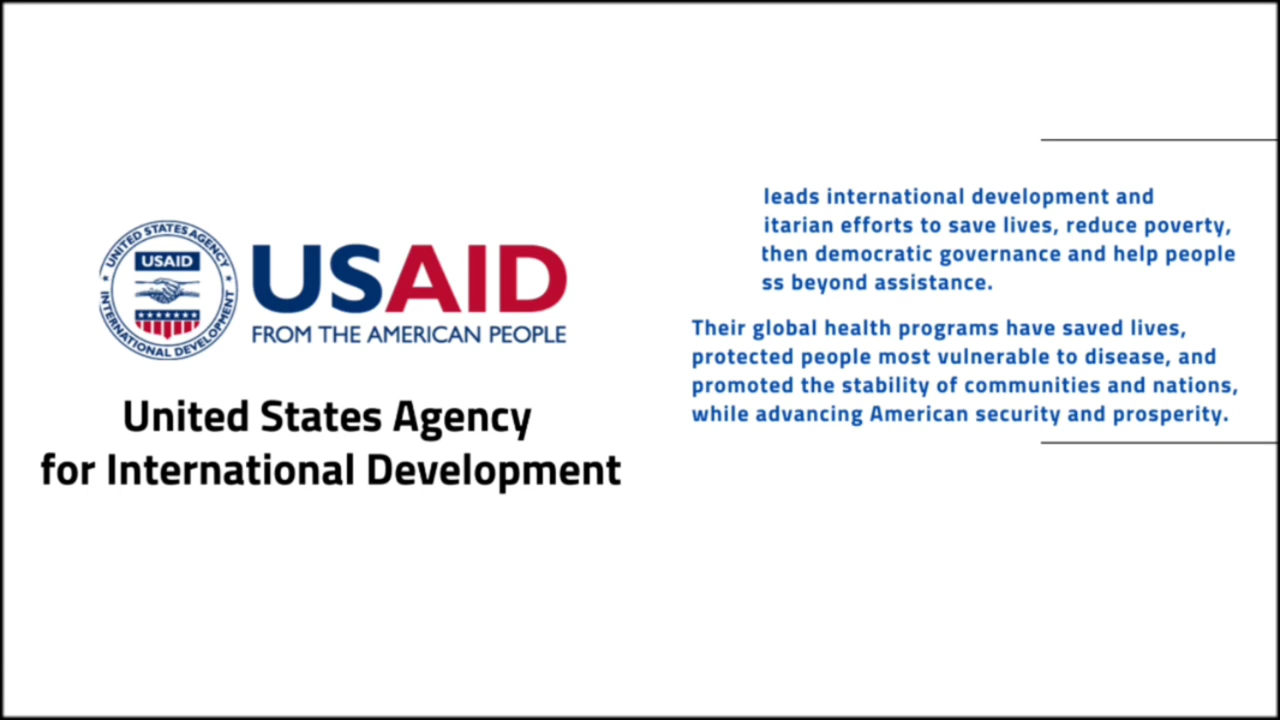 UNITED STATES AGENCY
USAID
INTERNATIONAL DEVELOPMENT
USAID
FROM THE AMERICAN PEOPLE
United States Agency
for International Development
leads international development and
itarian efforts to save lives, reduce poverty,
then democratic governance and help people
ss beyond assistance.
Their global health programs have saved lives,
protected people most vulnerable to disease, and
promoted the stability of communities and nations,
while advancing American security and prosperity.